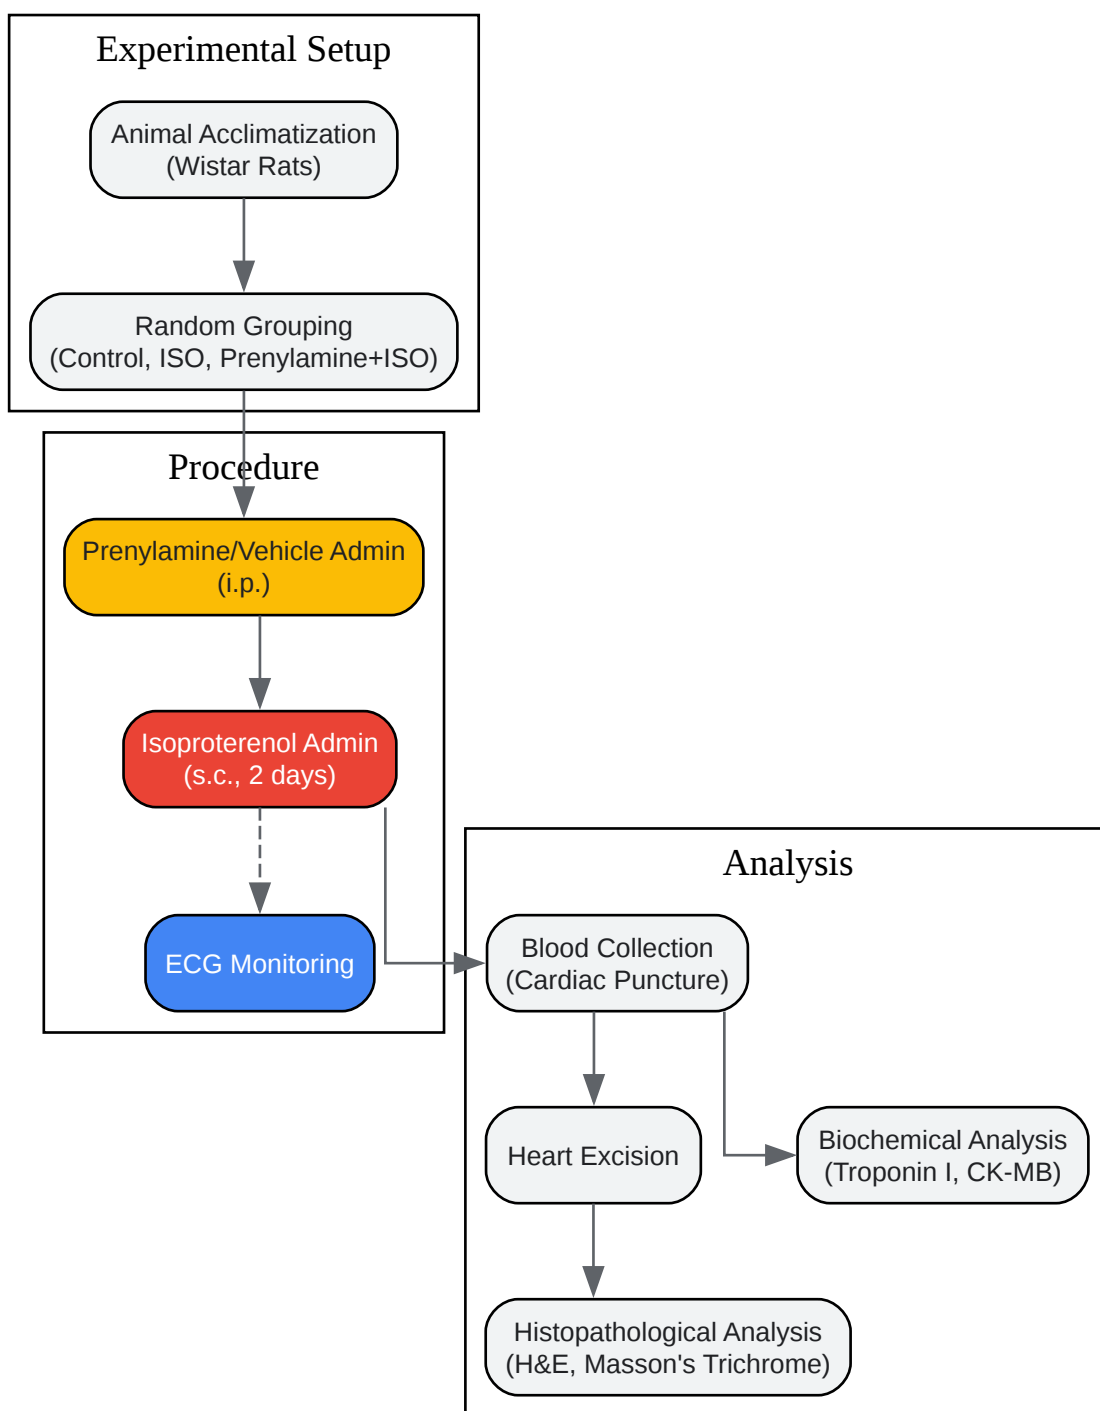 Experimental Setup
Animal Acclimatization
(Wistar Rats)
Random Grouping
(Control, ISO, Prenylamine+ISO)
Procedure
Prenylamine/Vehicle Admin
(i.p.)
Isoproterenol Admin
(s.c., 2 days)
ECG Monitoring
Analysis
Blood Collection
(Cardiac Puncture)
Heart Excision
Biochemical Analysis
(Troponin I, CK-MB)
Histopathological Analysis
(H&E, Masson's Trichrome)